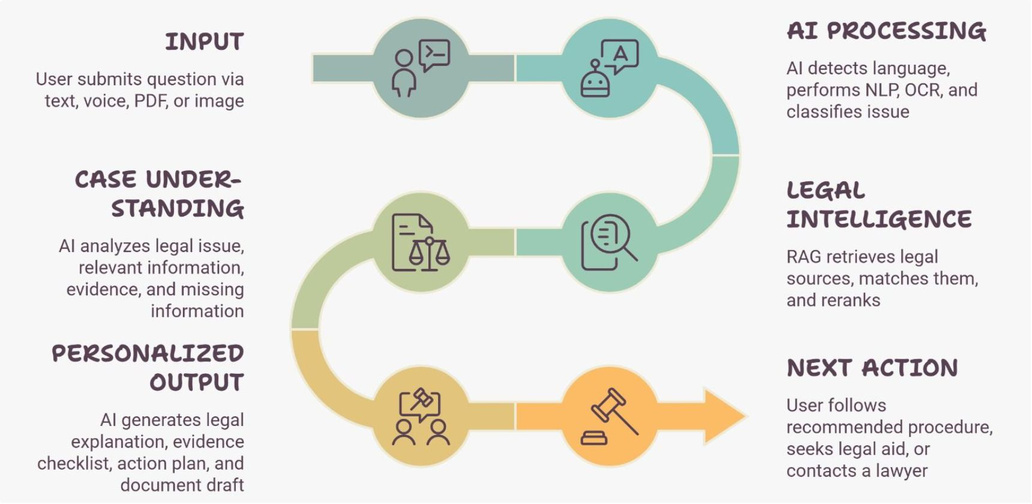 INPUT
User submits question via
text, voice, PDF, or image
AI PROCESSING
AI detects language,
performs NLP, OCR, and
classifies issue
LEGAL
INTELLIGENCE
RAG retrieves legal
sources, matches them,
and reranks
CASE UNDER-
STANDING
AI analyzes legal issue,
relevant information,
evidence, and missing
information
PERSONALIZED
OUTPUT
AI generates legal
explanation, evidence
checklist, action plan, and
document draft
NEXT ACTION
User follows
recommended procedure,
seeks legal aid, or
contacts a lawyer
A